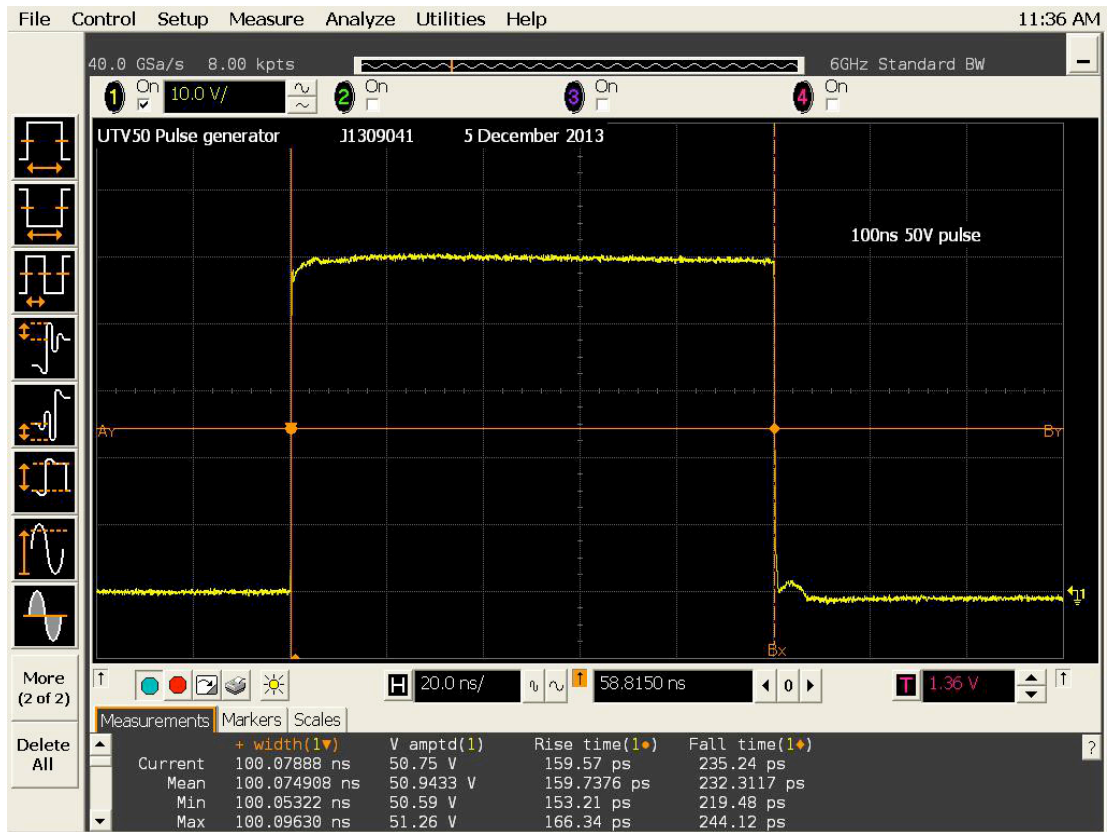 File Control Setup Measure Analyze Utilities Help 11:36 AM
40.0 GSa/s 8.00 kpts 6GHz Standard BW
1 On 10.0 V/ 2 On 3 On 4 On
UTV50 Pulse generator J1309041 5 December 2013
100ns 50V pulse
AY BY
1
BX
More
(2 of 2)
H 20.0 ns/ 58.8150 ns 0 T 1.36 V
Measurements Markers Scales
Delete
All
+ width(1▼) V amptd(1) Rise time(1●) Fall time(1♦) ?
Current 100.07888 ns 50.75 V 159.57 ps 235.24 ps
Mean 100.074908 ns 50.9433 V 159.7376 ps 232.3117 ps
Min 100.05322 ns 50.59 V 153.21 ps 219.48 ps
Max 100.09630 ns 51.26 V 166.34 ps 244.12 ps